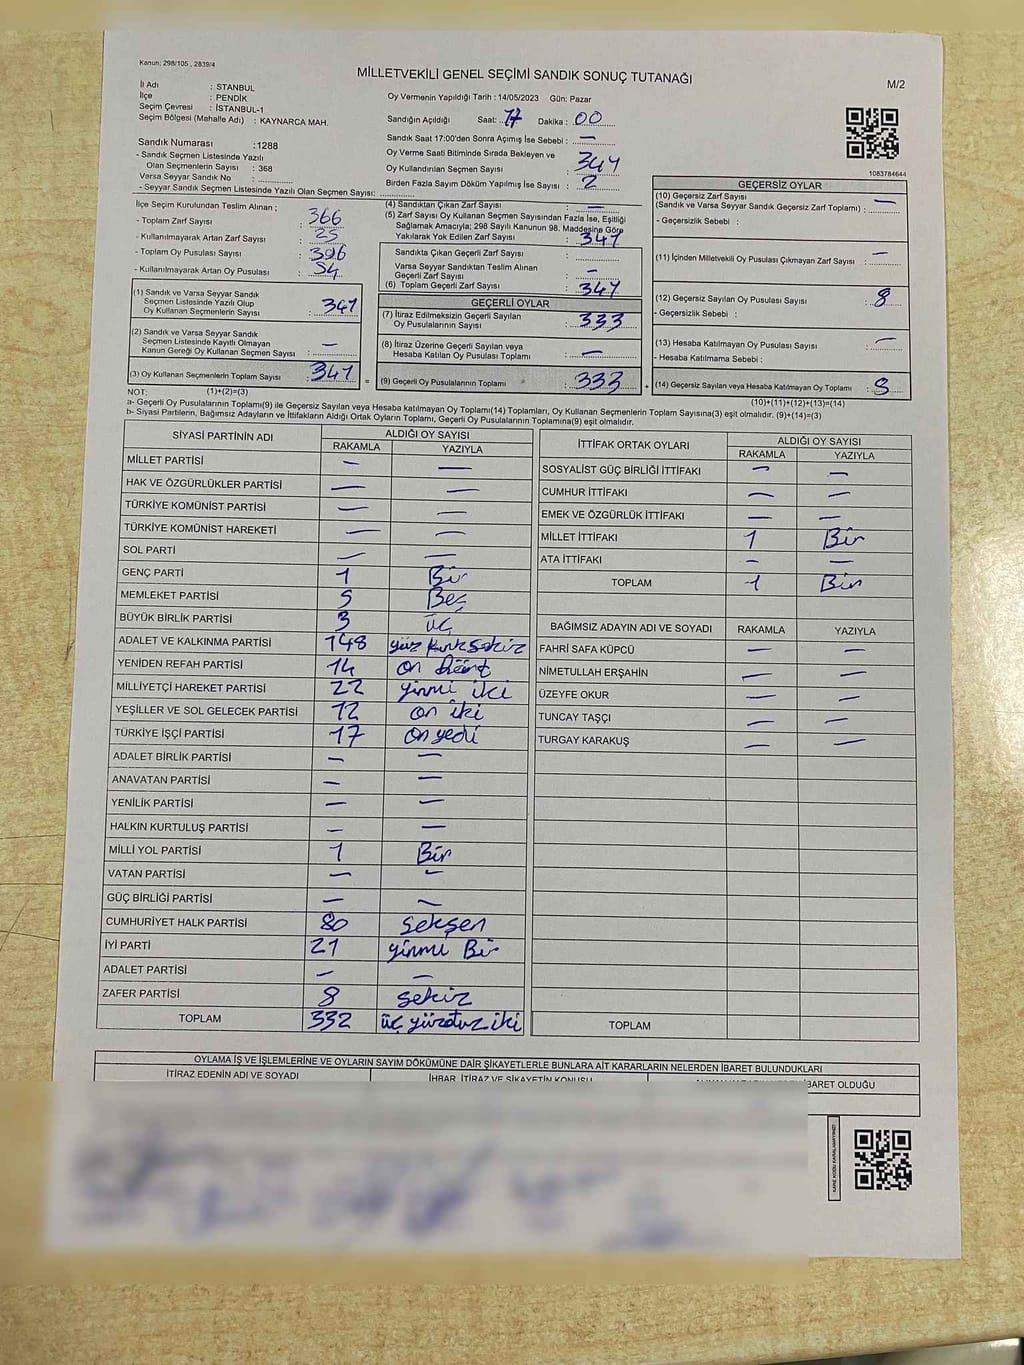 Kanun; 298/105 , 2839/4
MİLLETVEKİLİ GENEL SEÇİMİ SANDIK SONUÇ TUTANAĞI
M/2
İl Adı : İSTANBUL
İlçe : PENDİK
Seçim Çevresi : İSTANBUL-1
Seçim Bölgesi (Mahalle Adı) : KAYNARCA MAH.
Oy Vermenin Yapıldığı Tarih : 14/05/2023 Gün: Pazar
Sandığın Açıldığı Saat: 17 Dakika : 00
Sandık Saat 17:00'den Sonra Açımış İse Sebebi : —
Oy Verme Saati Bitiminde Sırada Bekleyen ve
Oy Kullandırılan Seçmen Sayısı : 341
Birden Fazla Sayım Döküm Yapılmış İse Sayısı : 2
Sandık Numarası :1288
- Sandık Seçmen Listesinde Yazılı
Olan Seçmenlerin Sayısı : 368
Varsa Seyyar Sandık No :
- Seyyar Sandık Seçmen Listesinde Yazılı Olan Seçmen Sayısı:
1083784644
İlçe Seçim Kurulundan Teslim Alınan ;
- Toplam Zarf Sayısı : 366
- Kullanılmayarak Artan Zarf Sayısı : 25
- Toplam Oy Pusulası Sayısı : 396
- Kullanılmayarak Artan Oy Pusulası : 54
(1) Sandık ve Varsa Seyyar Sandık
Seçmen Listesinde Yazılı Olup
Oy Kullanan Seçmenlerin Sayısı : 341
(2) Sandık ve Varsa Seyyar Sandık
Seçmen Listesinde Kayıtlı Olmayan
Kanun Gereği Oy Kullanan Seçmen Sayısı : —
(3) Oy Kullanan Seçmenlerin Toplam Sayısı : 341
(4) Sandıktan Çıkan Zarf Sayısı : —
(5) Zarf Sayısı Oy Kullanan Seçmen Sayısından Fazla İse, Eşitliği
Sağlamak Amacıyla; 298 Sayılı Kanunun 98. Maddesine Göre
Yakılarak Yok Edilen Zarf Sayısı : 341
Sandıkta Çıkan Geçerli Zarf Sayısı :
Varsa Seyyar Sandıktan Teslim Alınan
Geçerli Zarf Sayısı : —
(6) Toplam Geçerli Zarf Sayısı : 341
GEÇERLİ OYLAR
(7) İtiraz Edilmeksizin Geçerli Sayılan
Oy Pusulalarının Sayısı : 333
(8) İtiraz Üzerine Geçerli Sayılan veya
Hesaba Katılan Oy Pusulası Toplamı : —
= (9) Geçerli Oy Pusulalarının Toplamı : 333
GEÇERSİZ OYLAR
(10) Geçersiz Zarf Sayısı
(Sandık ve Varsa Seyyar Sandık Geçersiz Zarf Toplamı) : —
- Geçersizlik Sebebi :
(11) İçinden Milletvekili Oy Pusulası Çıkmayan Zarf Sayısı : —
(12) Geçersiz Sayılan Oy Pusulası Sayısı : 8
- Geçersizlik Sebebi :
(13) Hesaba Katılmayan Oy Pusulası Sayısı : —
- Hesaba Katılmama Sebebi :
+ (14) Geçersiz Sayılan veya Hesaba Katılmayan Oy Toplamı : 8
NOT: (1)+(2)=(3)
(10)+(11)+(12)+(13)=(14)
a- Geçerli Oy Pusulalarının Toplamı(9) ile Geçersiz Sayılan veya Hesaba katılmayan Oy Toplamı(14) Toplamları, Oy Kullanan Seçmenlerin Toplam Sayısına(3) eşit olmalıdır. (9)+(14)=(3)
b- Siyasi Partilerin, Bağımsız Adayların ve İttifakların Aldığı Ortak Oyların Toplamı, Geçerli Oy Pusulalarının Toplamına(9) eşit olmalıdır.
SİYASİ PARTİNİN ADI ALDIĞI OY SAYISI
RAKAMLA YAZIYLA
MİLLET PARTİSİ — —
HAK VE ÖZGÜRLÜKLER PARTİSİ — —
TÜRKİYE KOMÜNİST PARTİSİ — —
TÜRKİYE KOMÜNİST HAREKETİ — —
SOL PARTİ — —
GENÇ PARTİ 1 Bir
MEMLEKET PARTİSİ 5 Beş
BÜYÜK BİRLİK PARTİSİ 3 üç
ADALET VE KALKINMA PARTİSİ 148 yüz kırk sekiz
YENİDEN REFAH PARTİSİ 14 on dört
MİLLİYETÇİ HAREKET PARTİSİ 22 yirmi iki
YEŞİLLER VE SOL GELECEK PARTİSİ 12 on iki
TÜRKİYE İŞÇİ PARTİSİ 17 on yedi
ADALET BİRLİK PARTİSİ — —
ANAVATAN PARTİSİ — —
YENİLİK PARTİSİ — —
HALKIN KURTULUŞ PARTİSİ — —
MİLLİ YOL PARTİSİ 1 Bir
VATAN PARTİSİ — —
GÜÇ BİRLİĞİ PARTİSİ — —
CUMHURİYET HALK PARTİSİ 80 seksen
İYİ PARTİ 21 yirmi Bir
ADALET PARTİSİ — —
ZAFER PARTİSİ 8 sekiz
TOPLAM 332 üç yüzotuz iki
İTTİFAK ORTAK OYLARI ALDIĞI OY SAYISI
RAKAMLA YAZIYLA
SOSYALİST GÜÇ BİRLİĞİ İTTİFAKI — —
CUMHUR İTTİFAKI — —
EMEK VE ÖZGÜRLÜK İTTİFAKI — —
MİLLET İTTİFAKI 1 Bir
ATA İTTİFAKI — —
TOPLAM 1 Bir
BAĞIMSIZ ADAYIN ADI VE SOYADI RAKAMLA YAZIYLA
FAHRİ SAFA KÜPCÜ — —
NİMETULLAH ERŞAHİN — —
ÜZEYFE OKUR — —
TUNCAY TAŞÇI — —
TURGAY KARAKUŞ — —
TOPLAM
OYLAMA İŞ VE İŞLEMLERİNE VE OYLARIN SAYIM DÖKÜMÜNE DAİR ŞİKAYETLERLE BUNLARA AİT KARARLARIN NELERDEN İBARET BULUNDUKLARI
İTİRAZ EDENİN ADI VE SOYADI İHBAR, İTİRAZ VE ŞİKAYETİN KONUSU İBARET OLDUĞU